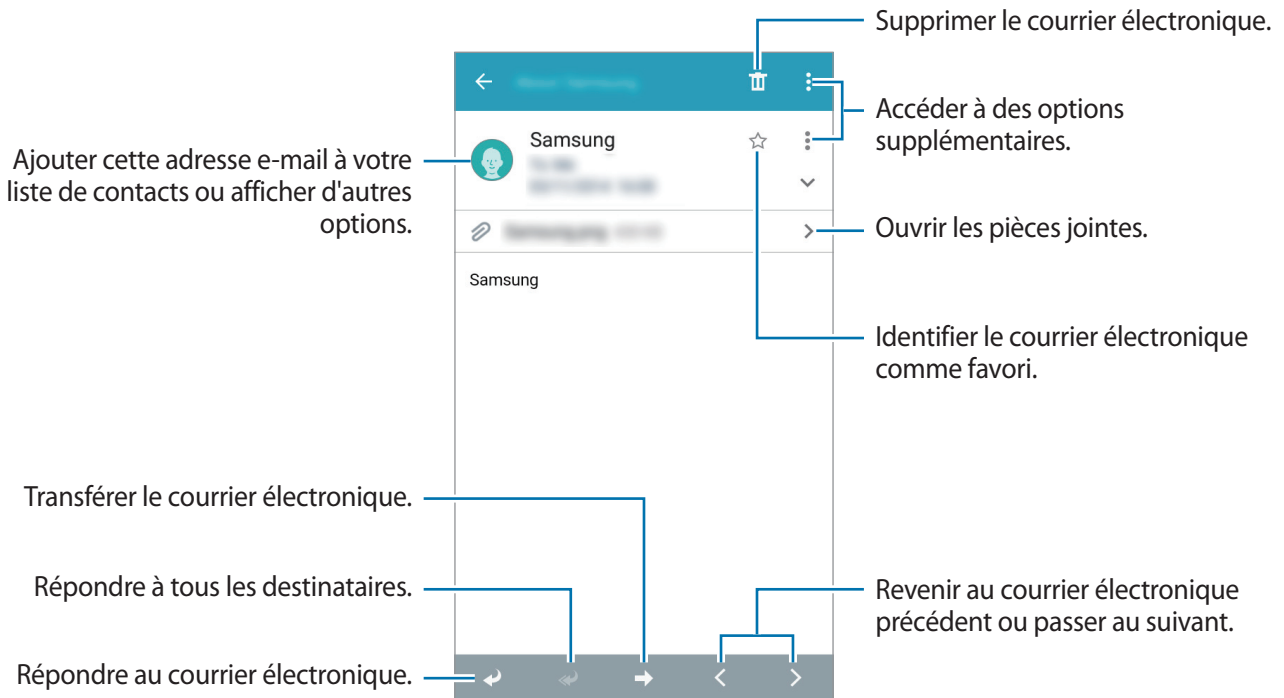 Supprimer le courrier électronique.
Accéder à des options
supplémentaires.
Samsung
Ajouter cette adresse e-mail à votre
liste de contacts ou afficher d'autres
options.
Ouvrir les pièces jointes.
Samsung
Identifier le courrier électronique
comme favori.
Transférer le courrier électronique.
Répondre à tous les destinataires.
Revenir au courrier électronique
précédent ou passer au suivant.
Répondre au courrier électronique.